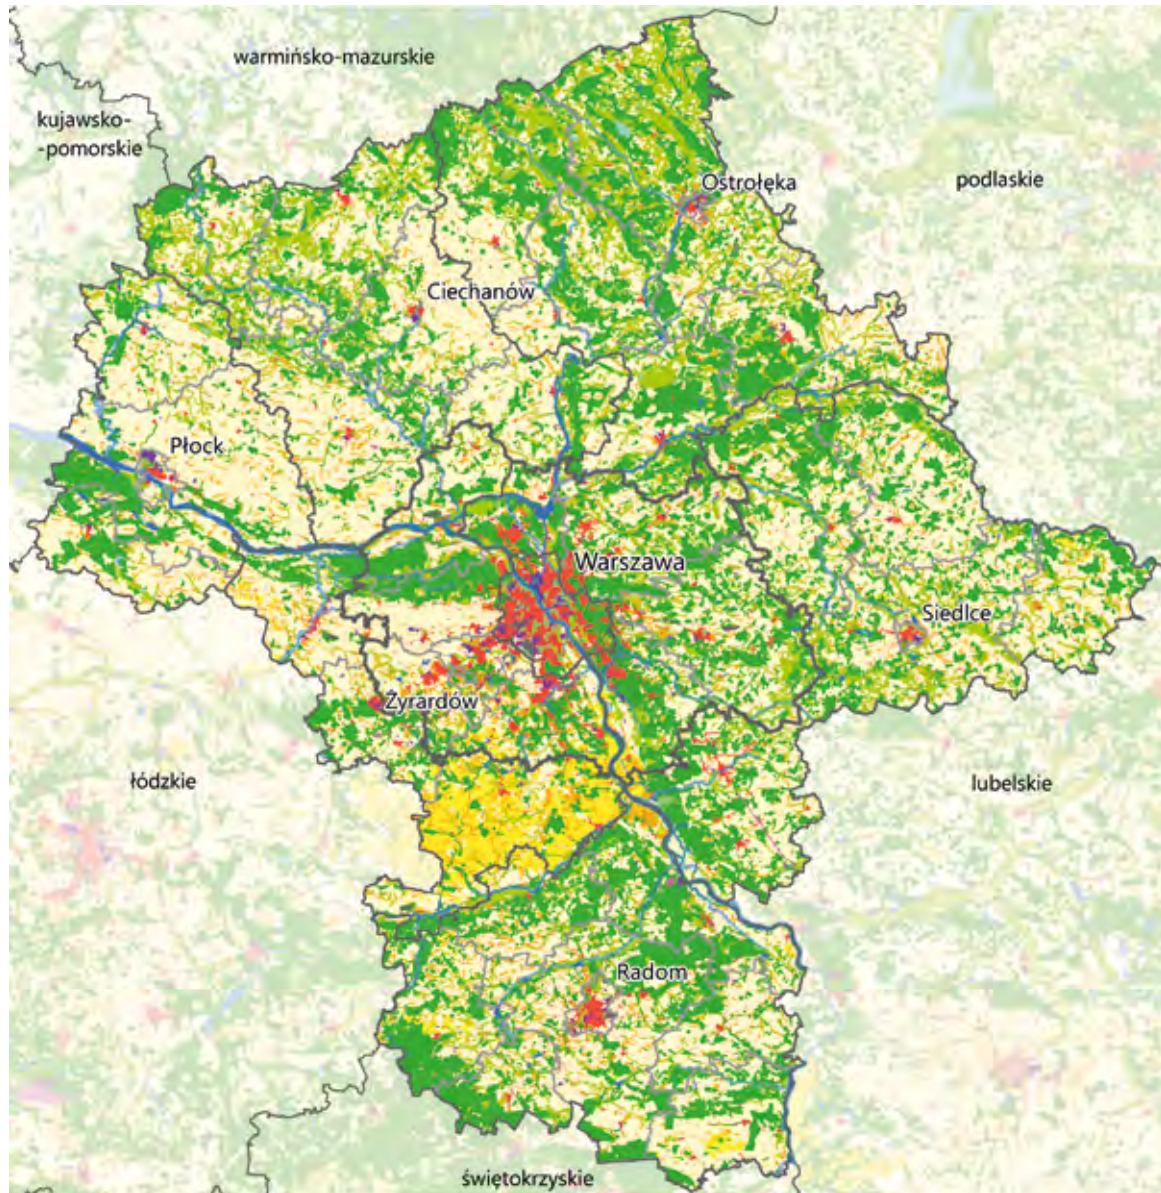 warmińsko-mazurskie
kujawsko-
-pomorskie
podlaskie
Ostrołęka
Ciechanów
Płock
Warszawa
Siedlce
Żyrardów
łódzkie
lubelskie
Radom
świętokrzyskie